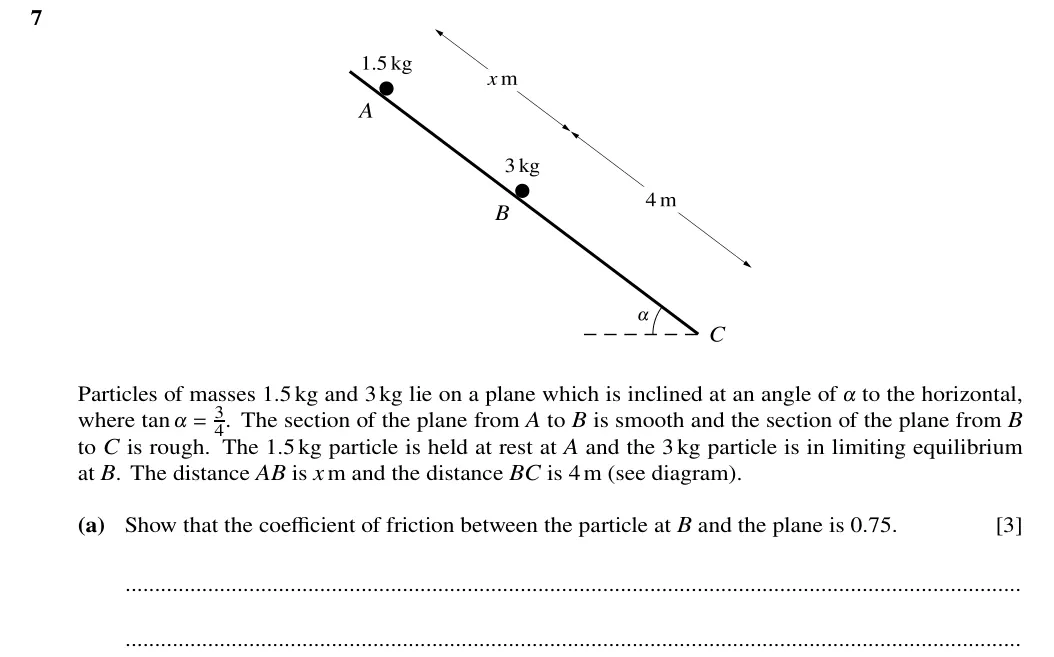 7
1.5 kg
x m
A
3 kg
4 m
B
α
C
Particles of masses 1.5 kg and 3 kg lie on a plane which is inclined at an angle of α to the horizontal,
where tan α = 3/4. The section of the plane from A to B is smooth and the section of the plane from B
to C is rough. The 1.5 kg particle is held at rest at A and the 3 kg particle is in limiting equilibrium
at B. The distance AB is x m and the distance BC is 4 m (see diagram).
(a) Show that the coefficient of friction between the particle at B and the plane is 0.75. [3]